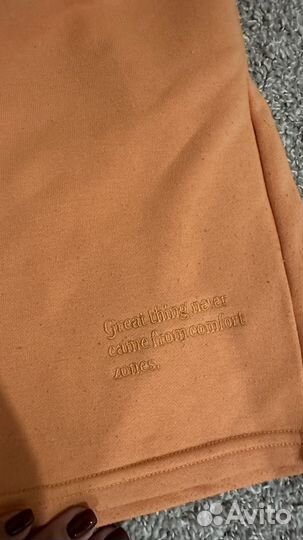 Great thing never
came from comfort
zones.
Avito